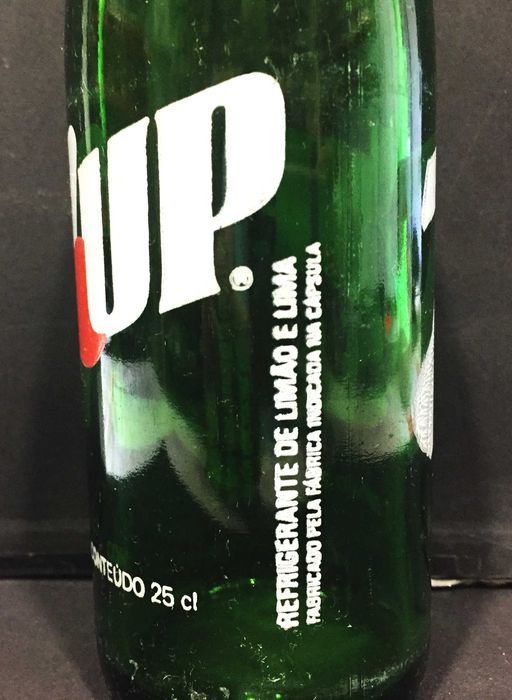 UP®
REFRIGERANTE DE LIMÃO E LIMA
FABRICADO PELA FÁBRICA INDICADA NA CÁPSULA
CONTEÚDO 25 cl